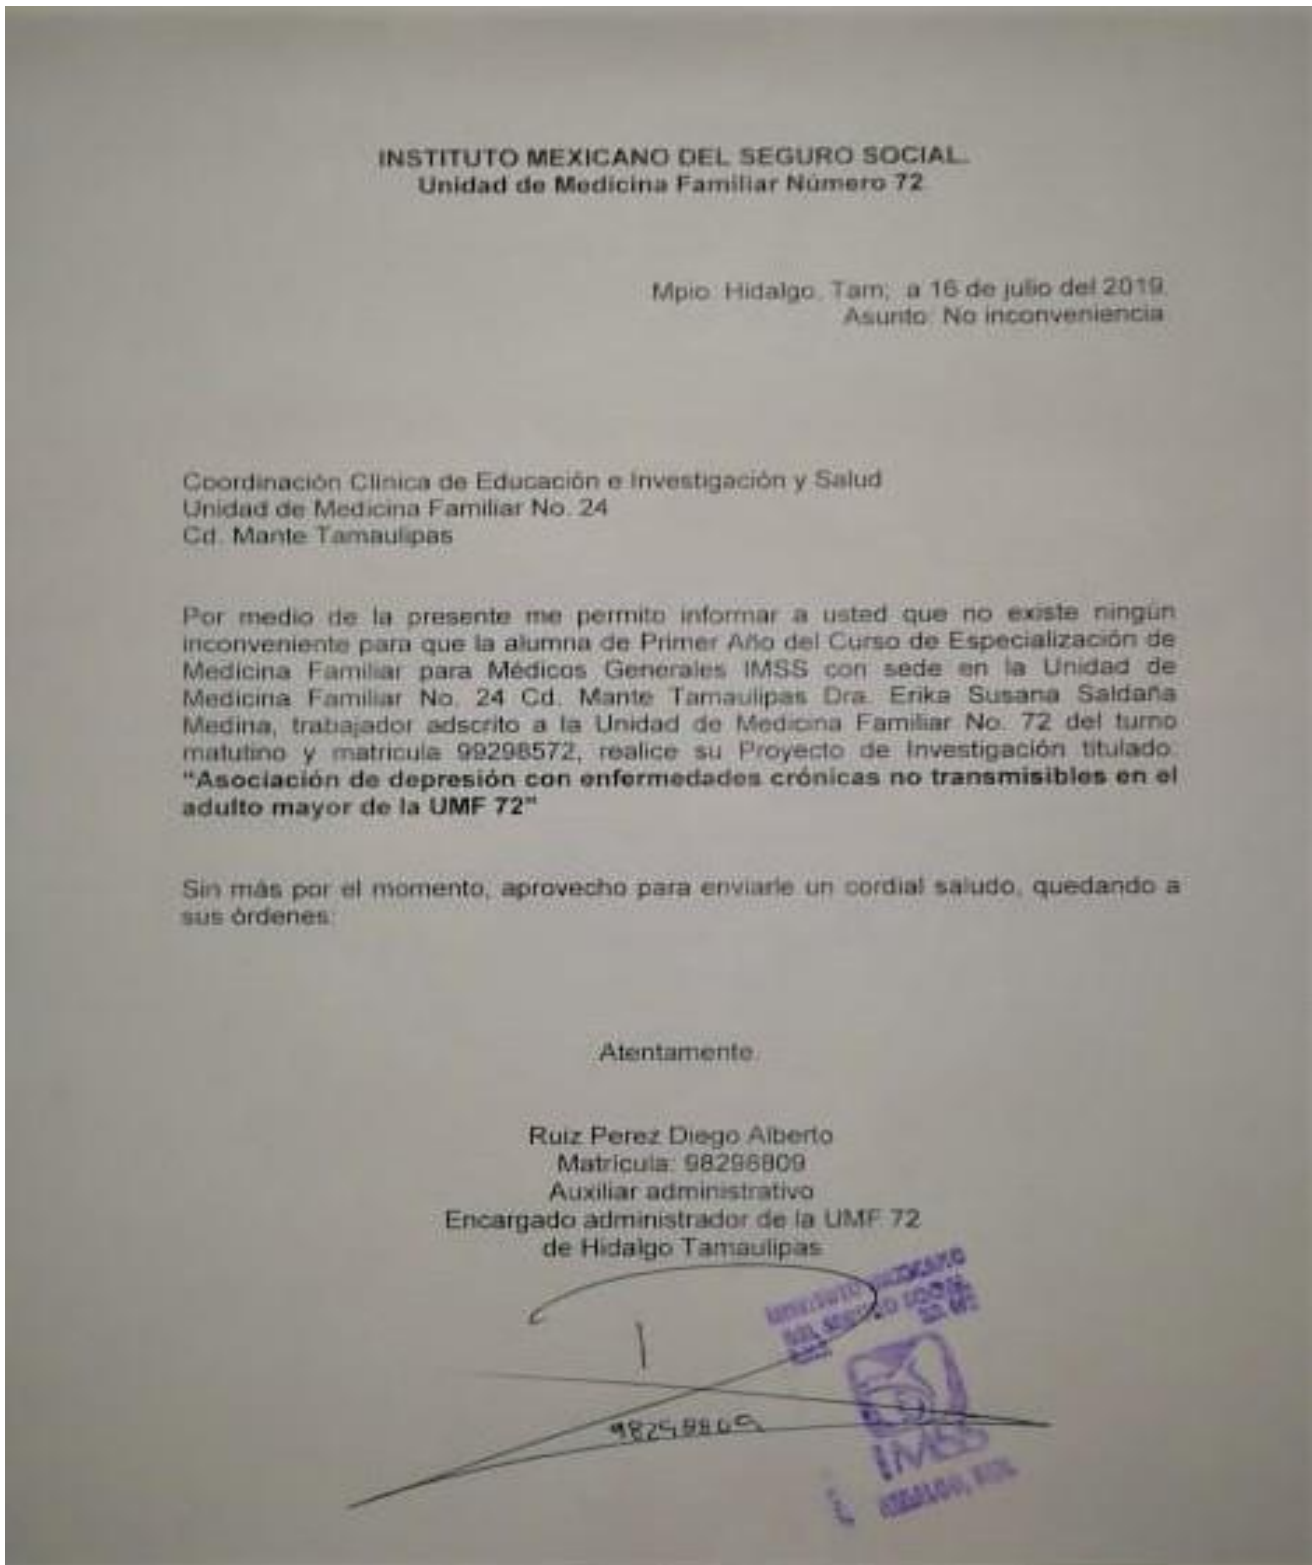 INSTITUTO MEXICANO DEL SEGURO SOCIAL.
Unidad de Medicina Familiar Número 72
Mpio. Hidalgo, Tam; a 16 de julio del 2019.
Asunto: No inconveniencia
Coordinación Clínica de Educación e Investigación y Salud
Unidad de Medicina Familiar No. 24
Cd. Mante Tamaulipas
Por medio de la presente me permito informar a usted que no existe ningún
inconveniente para que la alumna de Primer Año del Curso de Especialización de
Medicina Familiar para Médicos Generales IMSS con sede en la Unidad de
Medicina Familiar No. 24 Cd. Mante Tamaulipas Dra. Erika Susana Saldaña
Medina, trabajador adscrito a la Unidad de Medicina Familiar No. 72 del turno
matutino y matricula 99298572, realice su Proyecto de Investigación titulado:
"Asociación de depresión con enfermedades crónicas no transmisibles en el
adulto mayor de la UMF 72"
Sin más por el momento, aprovecho para enviarle un cordial saludo, quedando a
sus órdenes:
Atentamente.
Ruiz Perez Diego Alberto
Matrícula: 98296809
Auxiliar administrativo
Encargado administrador de la UMF 72
de Hidalgo Tamaulipas
INSTITUTO MEXICANO
DEL SEGURO SOCIAL
IMSS
HIDALGO,